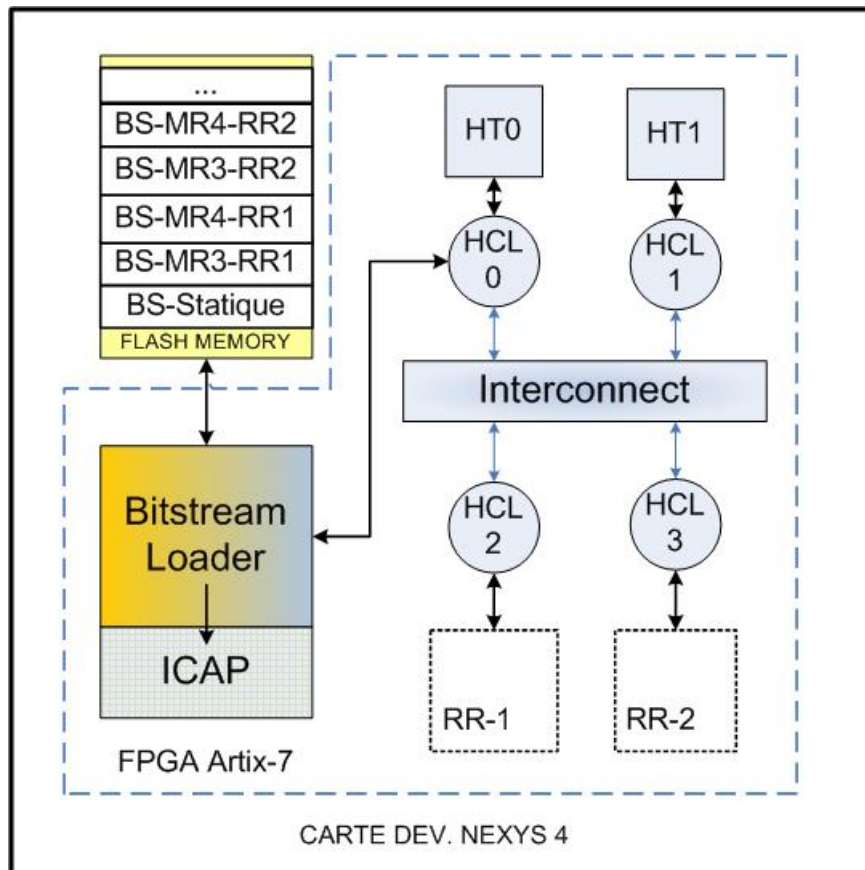 ...
BS-MR4-RR2
BS-MR3-RR2
BS-MR4-RR1
BS-MR3-RR1
BS-Statique
FLASH MEMORY
HT0
HT1
HCL
0
HCL
1
Interconnect
Bitstream
Loader
ICAP
HCL
2
HCL
3
RR-1
RR-2
FPGA Artix-7
CARTE DEV. NEXYS 4